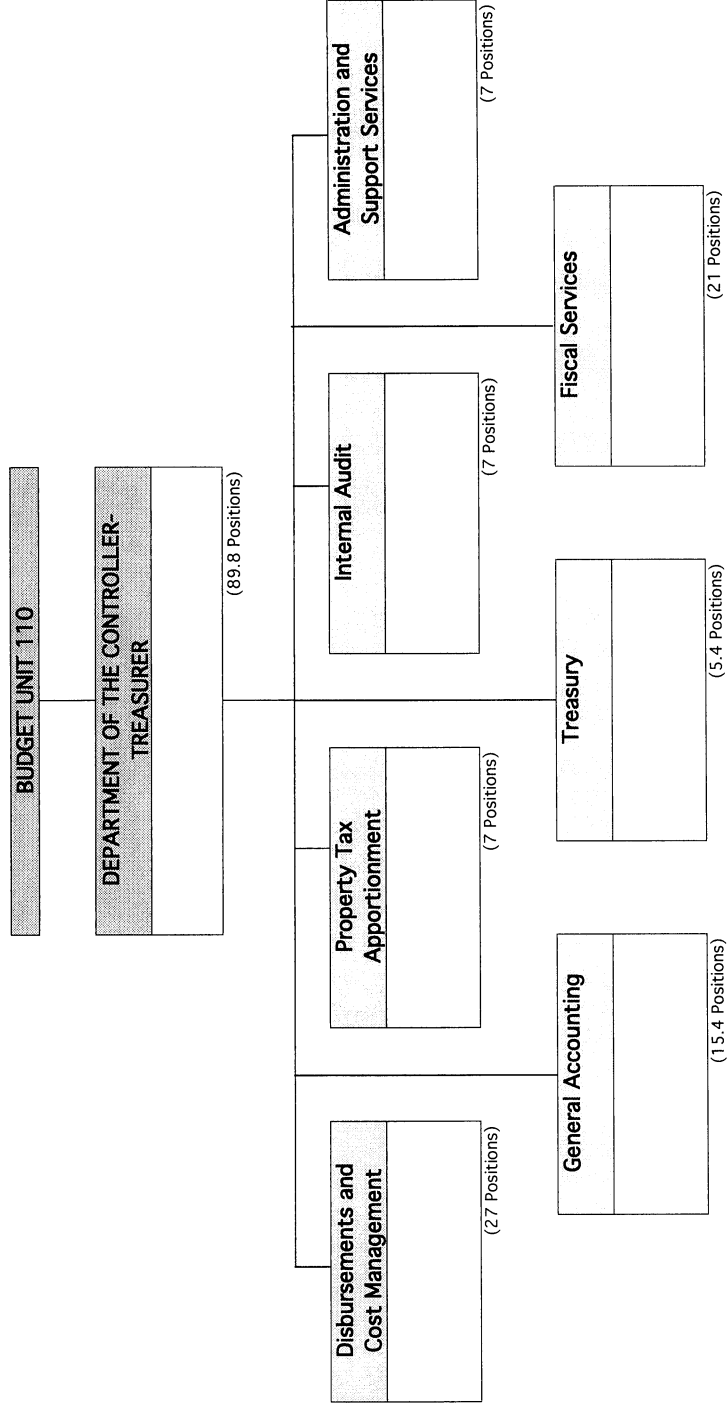 BUDGET UNIT 110
DEPARTMENT OF THE CONTROLLER-
TREASURER
(89.8 Positions)
Disbursements and
Cost Management
(27 Positions)
Property Tax
Apportionment
(7 Positions)
Internal Audit
(7 Positions)
Administration and
Support Services
(7 Positions)
General Accounting
(15.4 Positions)
Treasury
(5.4 Positions)
Fiscal Services
(21 Positions)